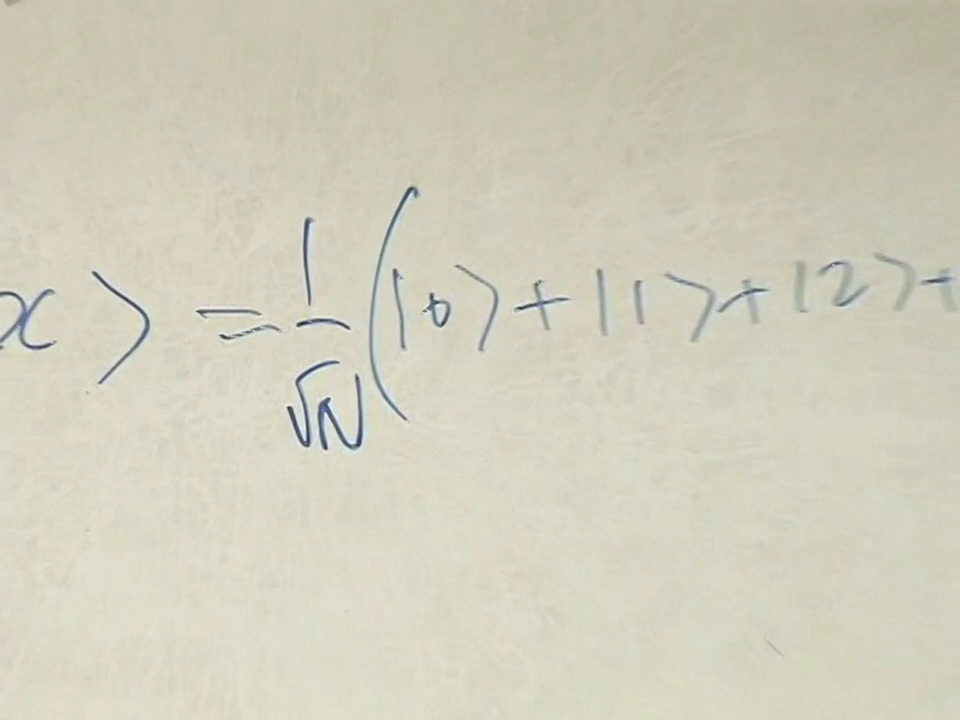 x⟩ = 1/√N (|0⟩ + |1⟩ + |2⟩ +